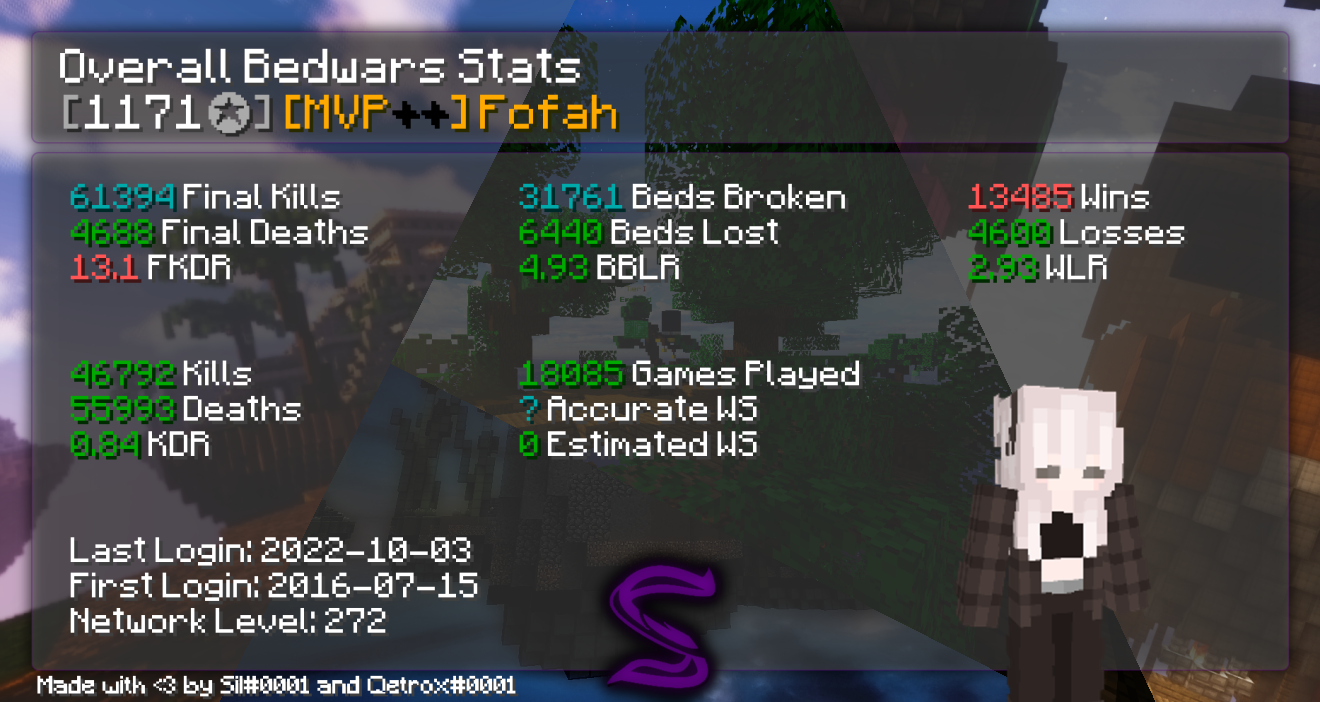 Overall Bedwars Stats
[1171✪] [MVP++] Fofah
61394 Final Kills
4688 Final Deaths
13.1 FKDR
31761 Beds Broken
6440 Beds Lost
4.93 BBLR
13485 Wins
4600 Losses
2.93 WLR
46792 Kills
55993 Deaths
0.84 KDR
18085 Games Played
? Accurate WS
0 Estimated WS
Last Login: 2022-10-03
First Login: 2016-07-15
Network Level: 272
S
Made with <3 by Sil#0001 and Qetrox#0001